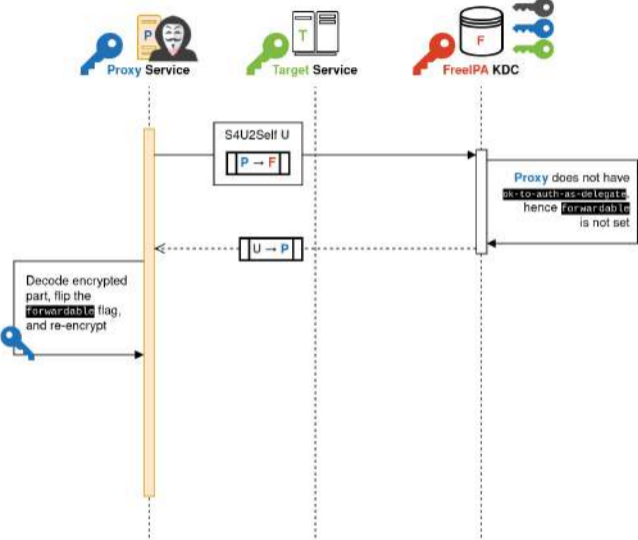 P
T
F
Proxy Service
Target Service
FreeIPA KDC
S4U2Self U
P → F
Proxy does not have
ok-to-auth-as-delegate,
hence forwardable
is not set
U → P
Decode encrypted
part, flip the
forwardable flag,
and re-encrypt